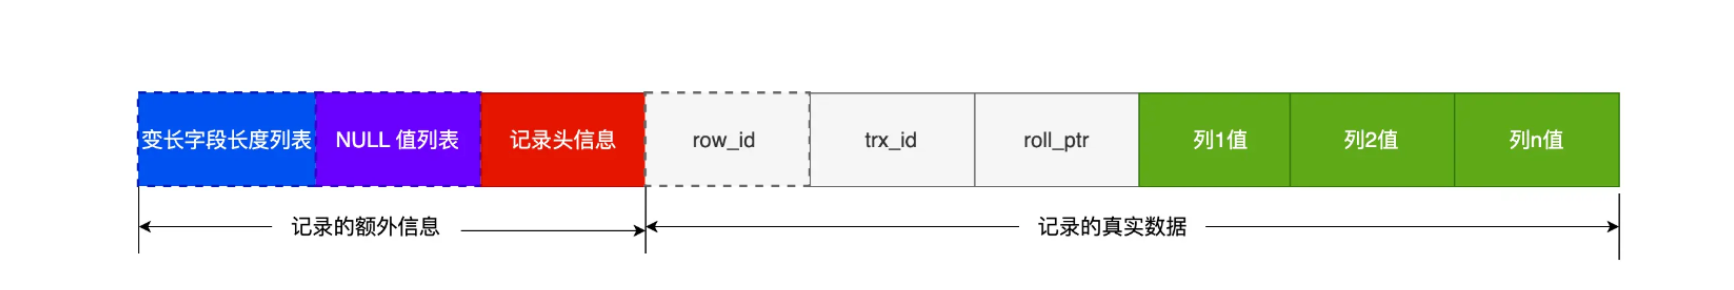 变长字段长度列表
NULL 值列表
记录头信息
row_id
trx_id
roll_ptr
列1值
列2值
列n值
记录的额外信息
记录的真实数据